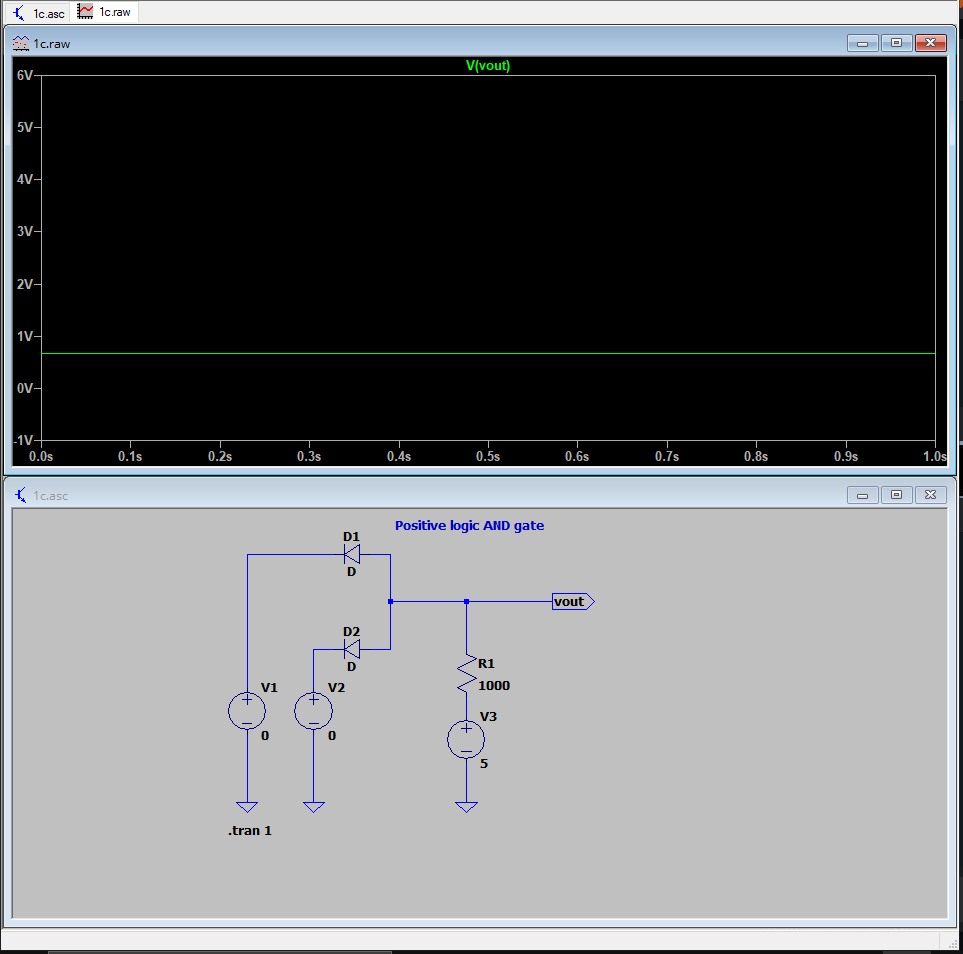 1c.asc 1c.raw
1c.raw
V(vout)
6V
5V
4V
3V
2V
1V
0V
-1V
0.0s 0.1s 0.2s 0.3s 0.4s 0.5s 0.6s 0.7s 0.8s 0.9s 1.0s
1c.asc
Positive logic AND gate
D1
D
vout
D2
D
R1
1000
V1 V2
V3
0 0
5
.tran 1